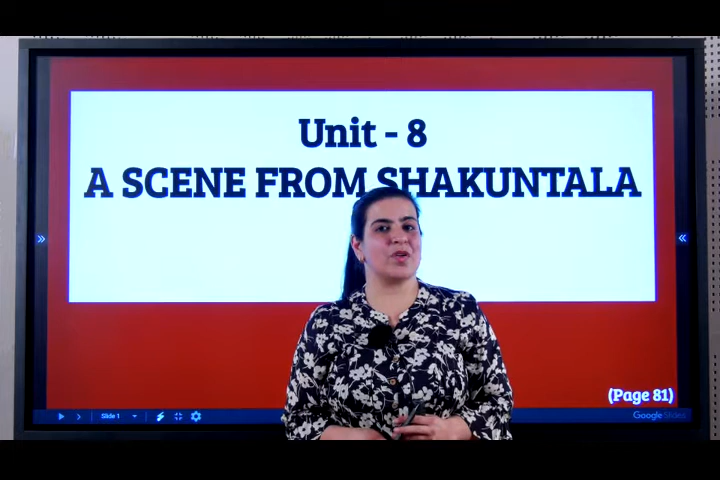 Unit - 8
A SCENE FROM SHAKUNTALA
(Page 81)
Slide 1
Google Slides